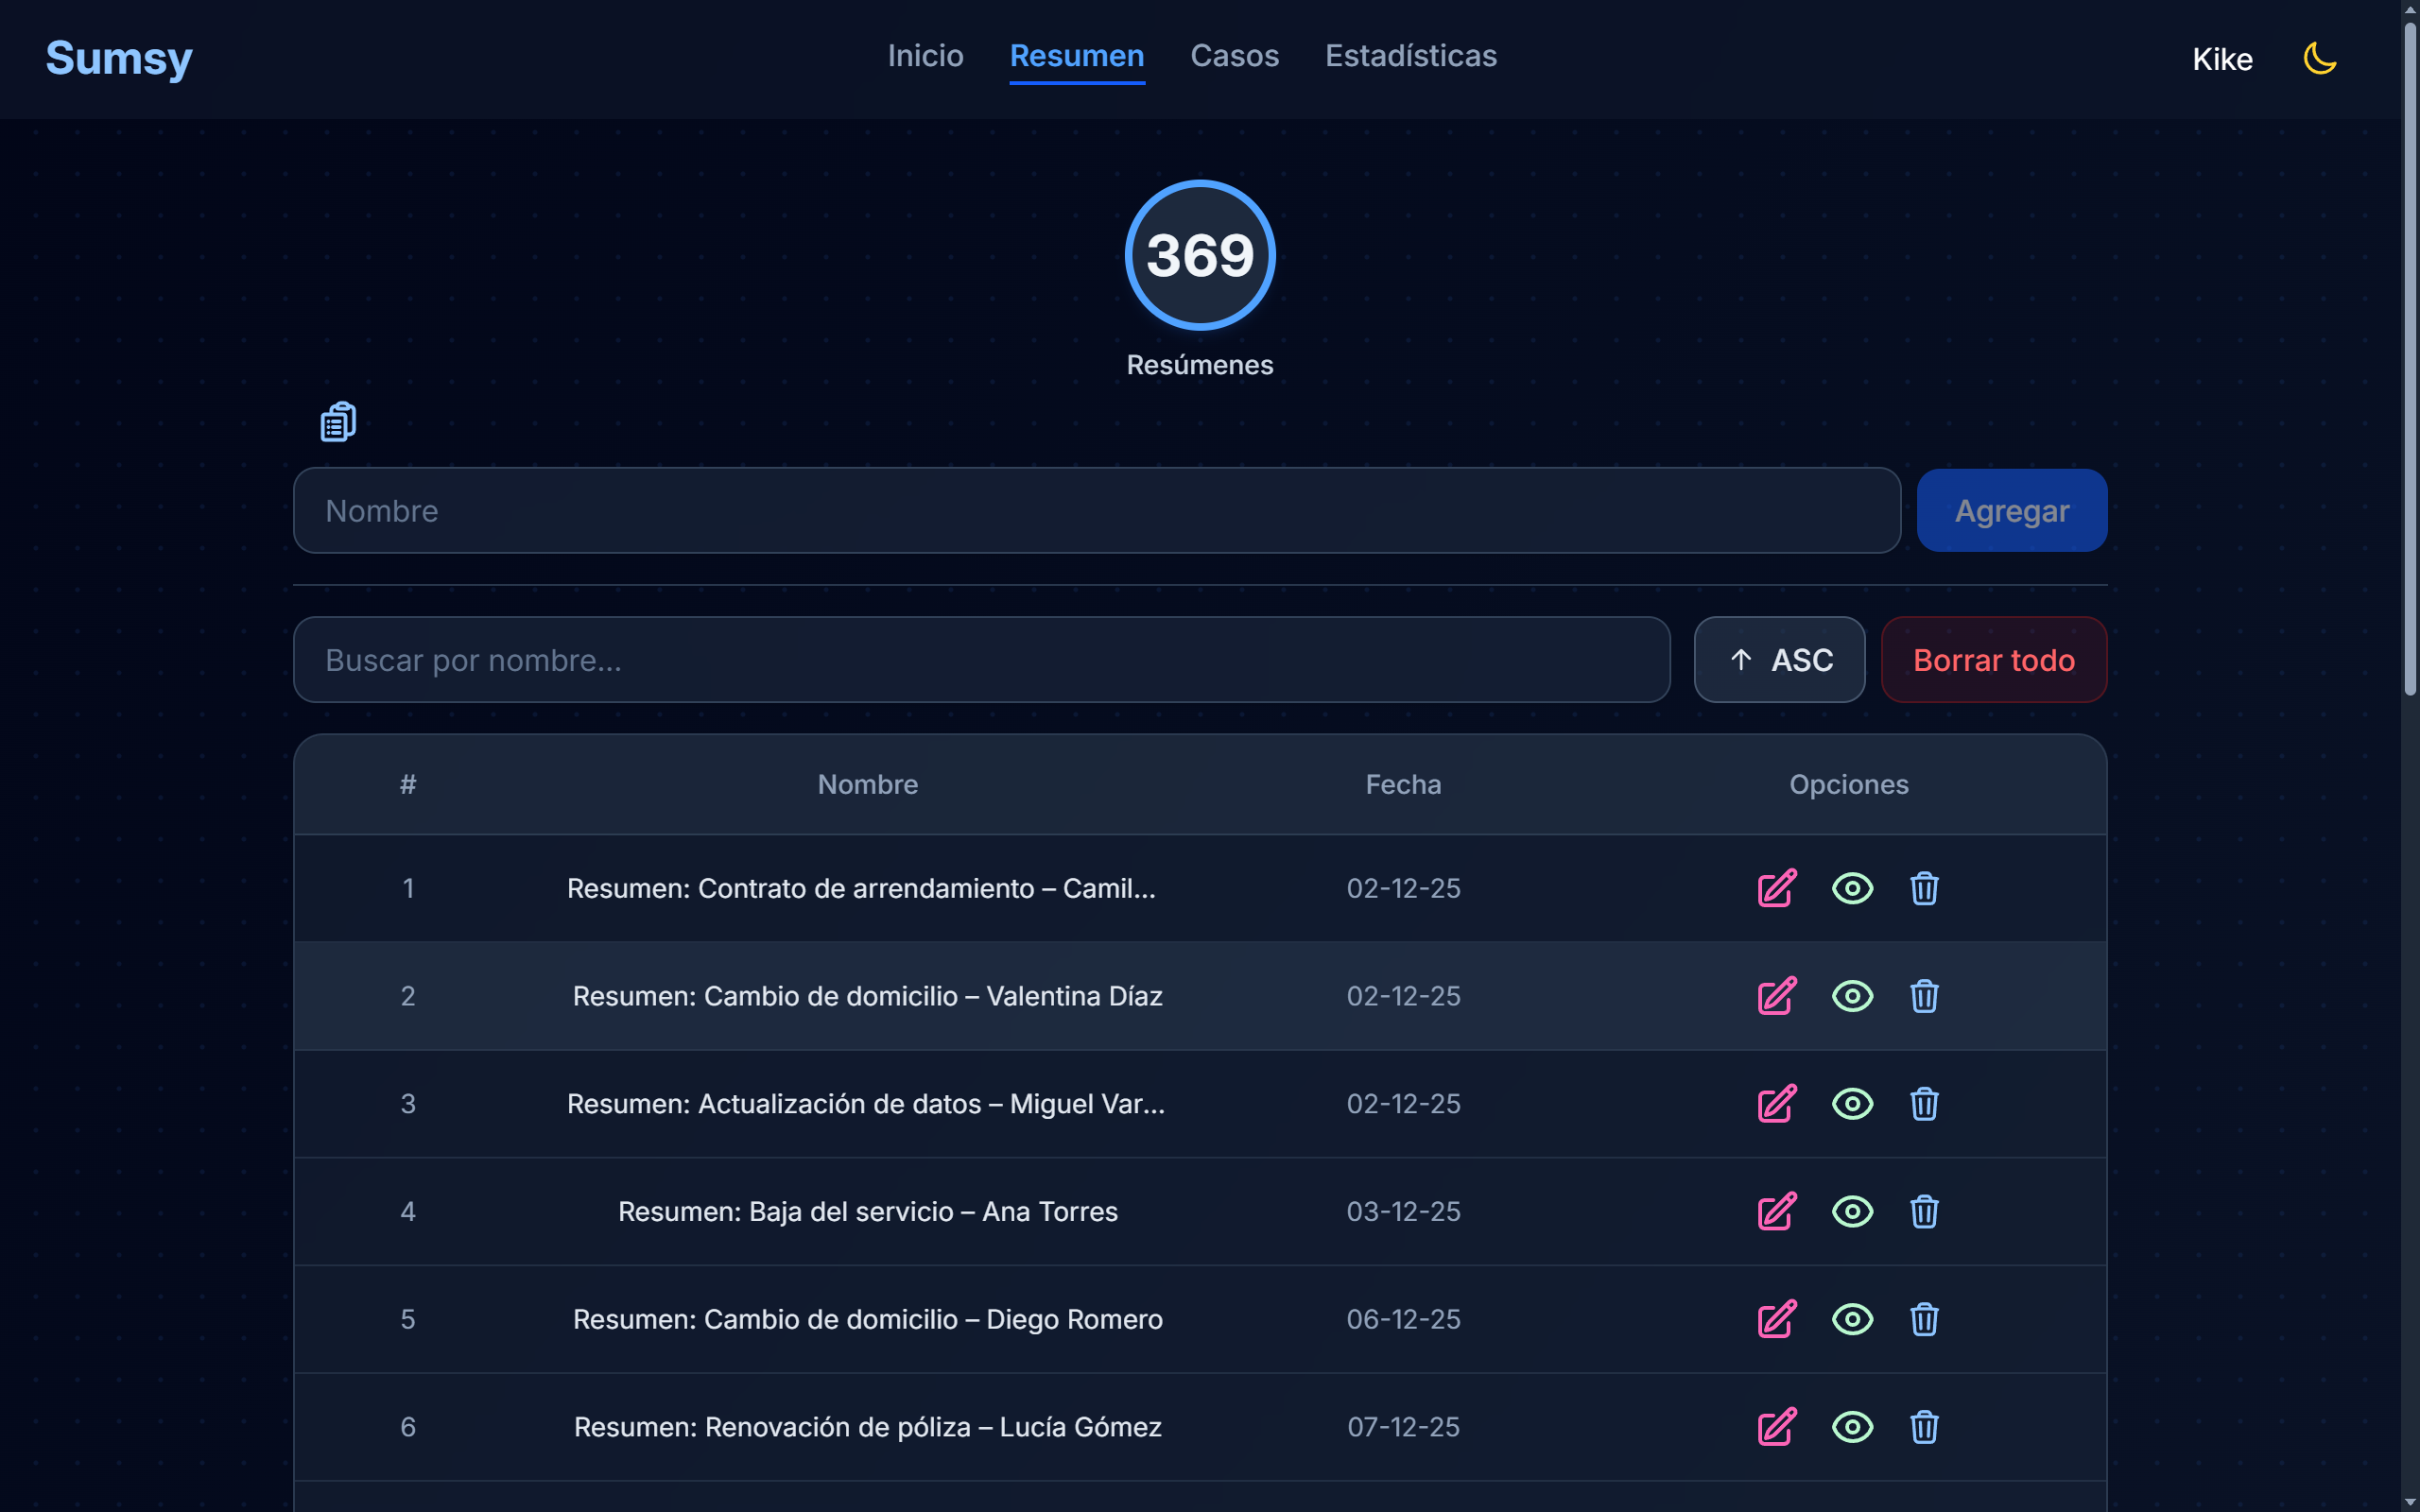 Sumsy
Inicio Resumen Casos Estadísticas
Kike
369
Resúmenes
Nombre
Agregar
Buscar por nombre...
↑ ASC
Borrar todo
# Nombre Fecha Opciones
1 Resumen: Contrato de arrendamiento – Camil... 02-12-25
2 Resumen: Cambio de domicilio – Valentina Díaz 02-12-25
3 Resumen: Actualización de datos – Miguel Var... 02-12-25
4 Resumen: Baja del servicio – Ana Torres 03-12-25
5 Resumen: Cambio de domicilio – Diego Romero 06-12-25
6 Resumen: Renovación de póliza – Lucía Gómez 07-12-25